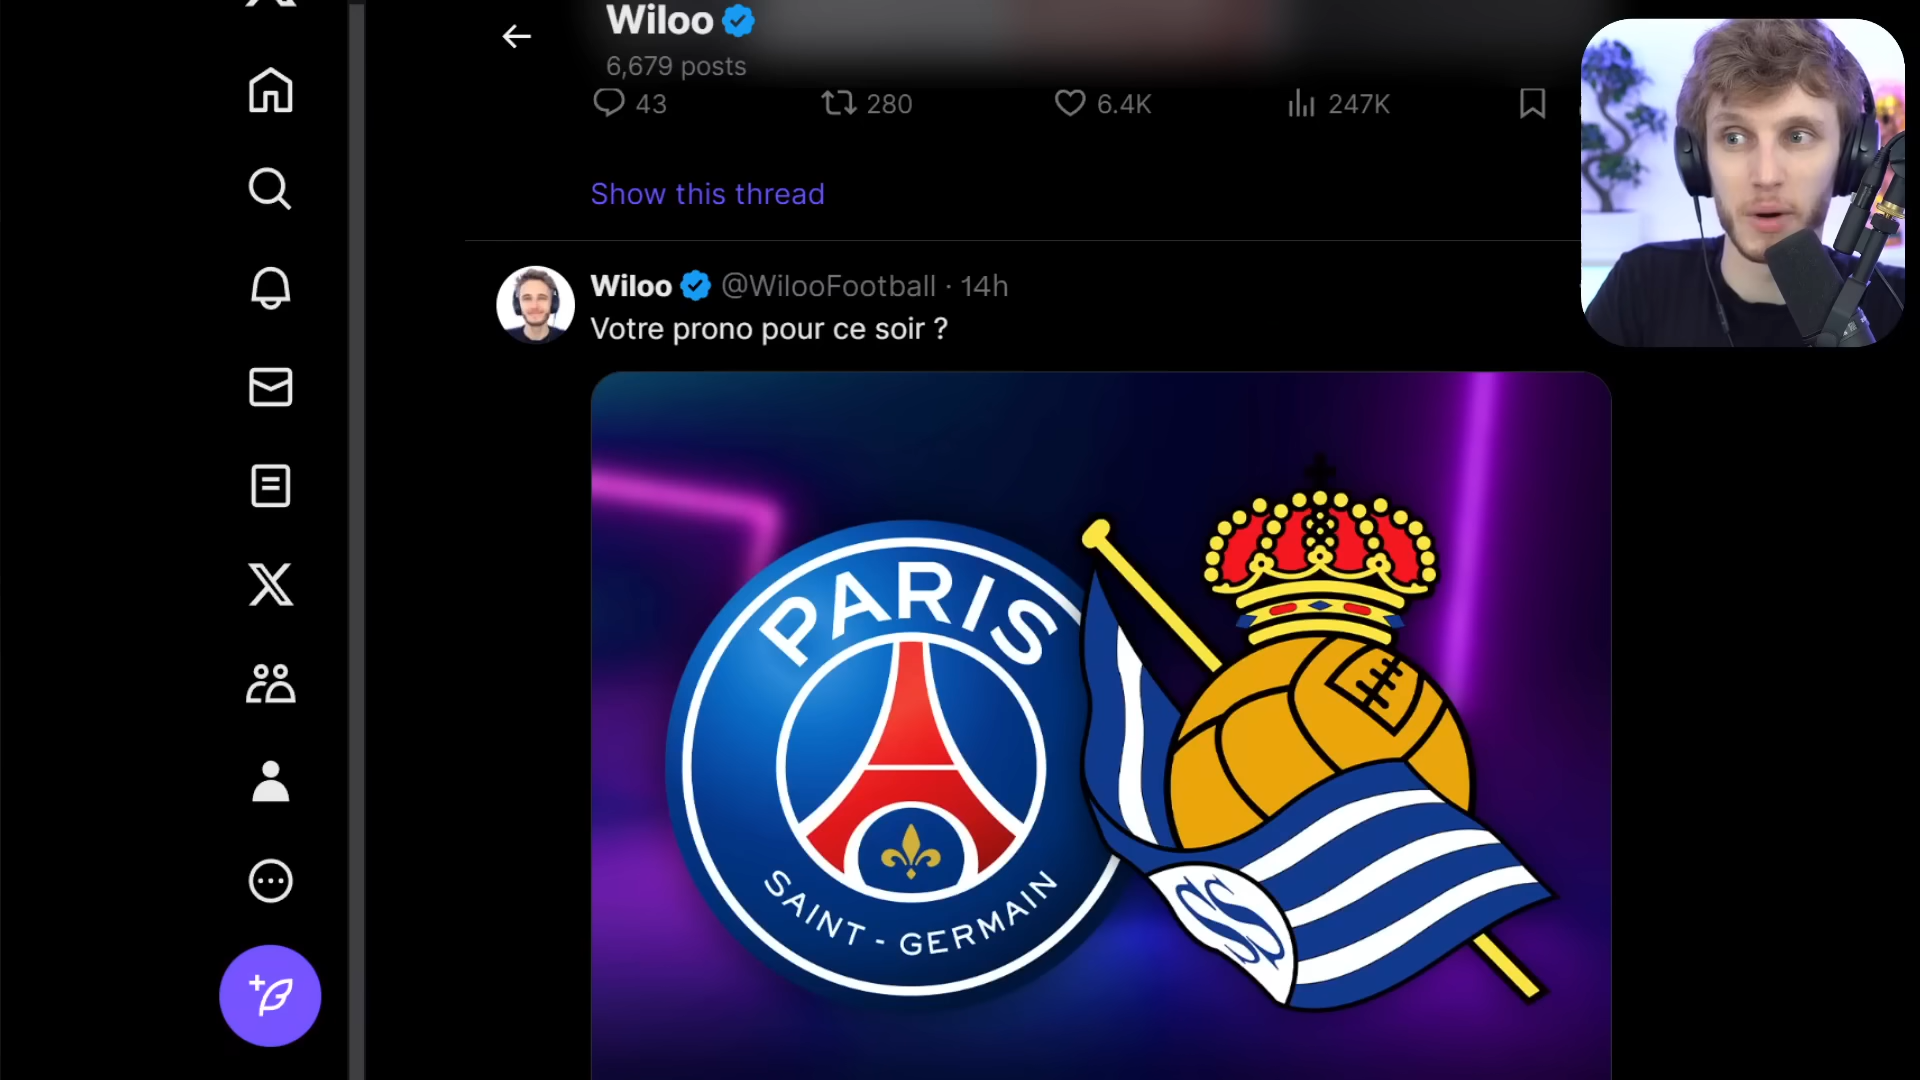 Wiloo
6,679 posts
43 280 6.4K 247K
Show this thread
Wiloo @WilooFootball · 14h
Votre prono pour ce soir ?
PARIS
SAINT - GERMAIN